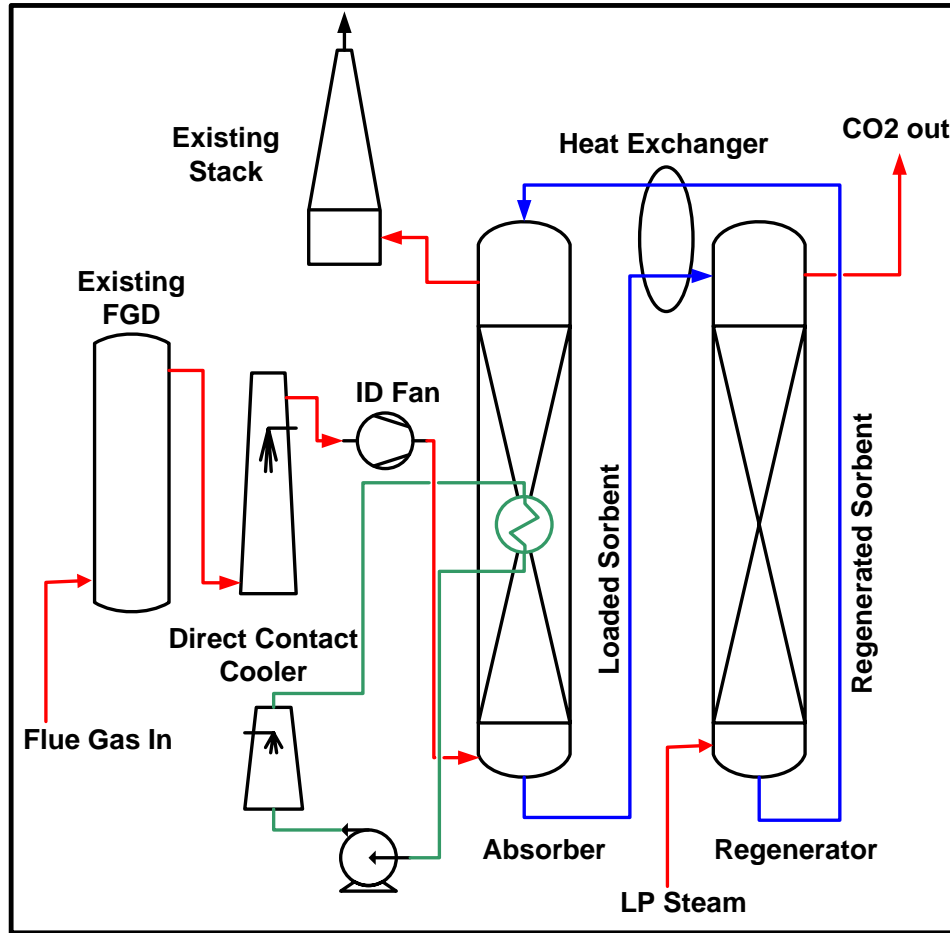 Existing
Stack
Heat Exchanger
CO2 out
Existing
FGD
ID Fan
Direct Contact
Cooler
Flue Gas In
Loaded Sorbent
Regenerated Sorbent
Absorber
Regenerator
LP Steam